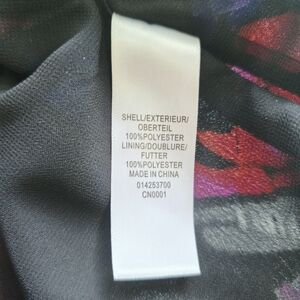 SHELL/EXTERIEUR/
OBERTEIL
100%POLYESTER
LINING/DOUBLURE/
FUTTER
100%POLYESTER
MADE IN CHINA
014253700
CN0001